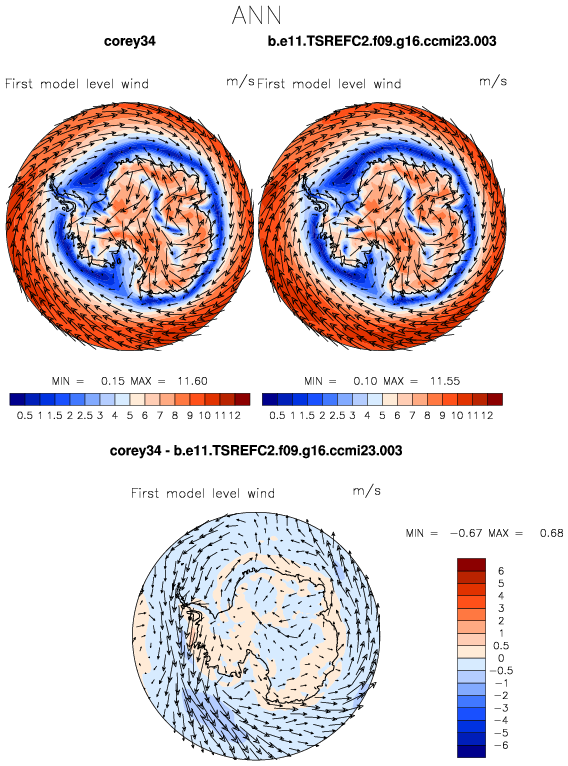 ANN
corey34 b.e11.TSREFC2.f09.g16.ccmi23.003
First model level wind m/s First model level wind m/s
MIN = 0.15 MAX = 11.60 MIN = 0.10 MAX = 11.55
0.5 1 1.5 2 2.5 3 4 5 6 7 8 9 10 11 12 0.5 1 1.5 2 2.5 3 4 5 6 7 8 9 10 11 12
corey34 - b.e11.TSREFC2.f09.g16.ccmi23.003
First model level wind m/s
MIN = -0.67 MAX = 0.68
6
5
4
3
2
1
0.5
0
-0.5
-1
-2
-3
-4
-5
-6